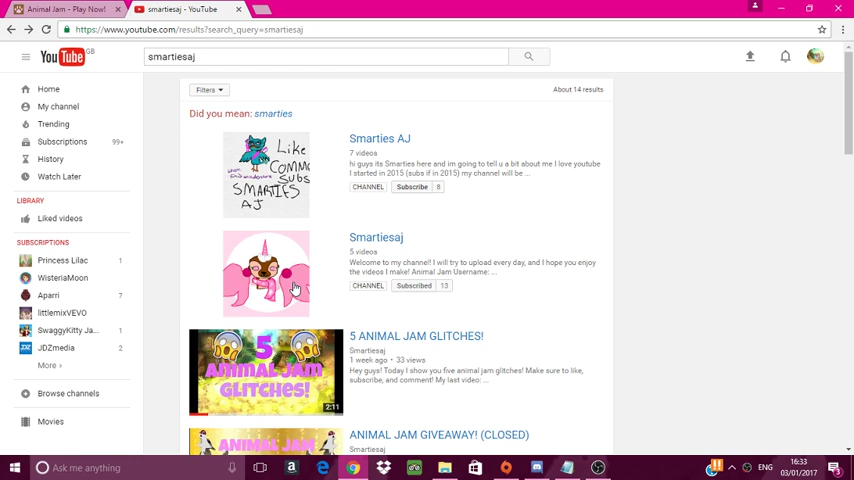 Animal Jam - Play Now!
smartiesaj - YouTube
https://www.youtube.com/results?search_query=smartiesaj
YouTube GB
smartiesaj
Home
My channel
Trending
Subscriptions 99+
History
Watch Later
LIBRARY
Liked videos
SUBSCRIPTIONS
Princess Lilac 1
WisteriaMoon
Aparri 7
littlemixVEVO
SwaggyKitty Ja... 1
JDZmedia 2
More ›
Browse channels
Movies
Filters
About 14 results
Did you mean: smarties
Like
COMM
SUBS
SMARTIES
AJ
Smarties AJ
7 videos
hi guys its Smarties here and im going to tell u a bit about me I love youtube
I started in 2015 (subs if in 2015) my channel will be ...
CHANNEL Subscribe 8
Smartiesaj
5 videos
Welcome to my channel! I will try to upload every day, and I hope you enjoy
the videos I make! Animal Jam Username: ...
CHANNEL Subscribed 13
5
ANIMAL JAM
GLITCHES!
2:11
5 ANIMAL JAM GLITCHES!
Smartiesaj
1 week ago • 33 views
Hey guys! Today I show you five animal jam glitches! Make sure to like,
subscribe, and comment! My last video: ...
ANIMAL JAM
ANIMAL JAM GIVEAWAY! (CLOSED)
Smartiesaj
Ask me anything
ENG
16:33
03/01/2017
3